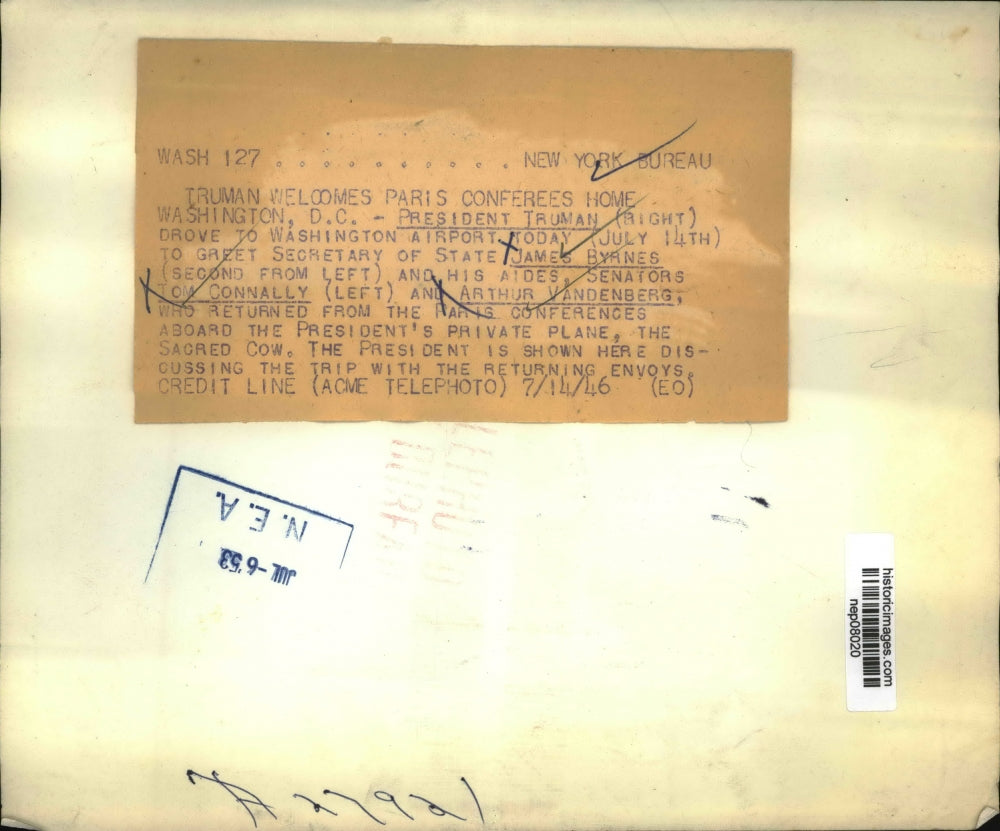 WASH 127 . . . . . . . . . . . NEW YORK BUREAU
TRUMAN WELCOMES PARIS CONFEREES HOME
WASHINGTON, D.C. - PRESIDENT TRUMAN (RIGHT)
DROVE TO WASHINGTON AIRPORT TODAY (JULY 14TH)
TO GREET SECRETARY OF STATE JAMES BYRNES
(SECOND FROM LEFT) AND HIS AIDES, SENATORS
TOM CONNALLY (LEFT) AND ARTHUR VANDENBERG,
WHO RETURNED FROM THE PARIS CONFERENCES
ABOARD THE PRESIDENT'S PRIVATE PLANE, THE
SACRED COW. THE PRESIDENT IS SHOWN HERE DIS-
CUSSING THE TRIP WITH THE RETURNING ENVOYS.
CREDIT LINE (ACME TELEPHOTO) 7/14/46 (EO)
N.E.A.
JUL -6 '53
historicimages.com
nep08020